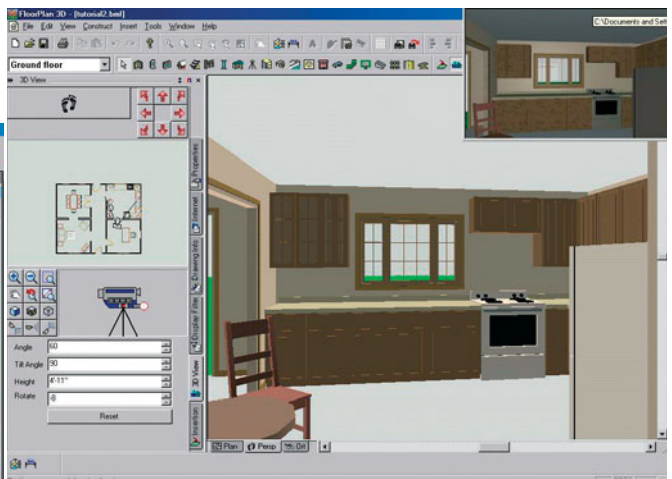 FloorPlan 3D - [tutorial2.bmf]
File Edit View Construct Insert Tools Window Help
C:\Documents and Sett
Ground floor
3D View
Properties
Internet
Drawing Info
Display Filter
3D View
Insertion
Angle 60
Tilt Angle 90
Height 4'-11"
Rotate -8
Reset
Plan Persp Ort